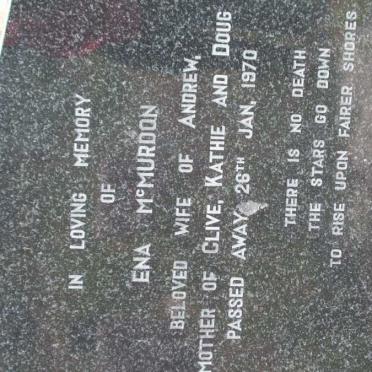 IN LOVING MEMORY
OF
ENA McMURDON
BELOVED WIFE OF ANDREW,
MOTHER OF CLIVE, KATHIE AND DOUG
PASSED AWAY 26TH JAN, 1970
THERE IS NO DEATH
THE STARS GO DOWN
TO RISE UPON FAIRER SHORES